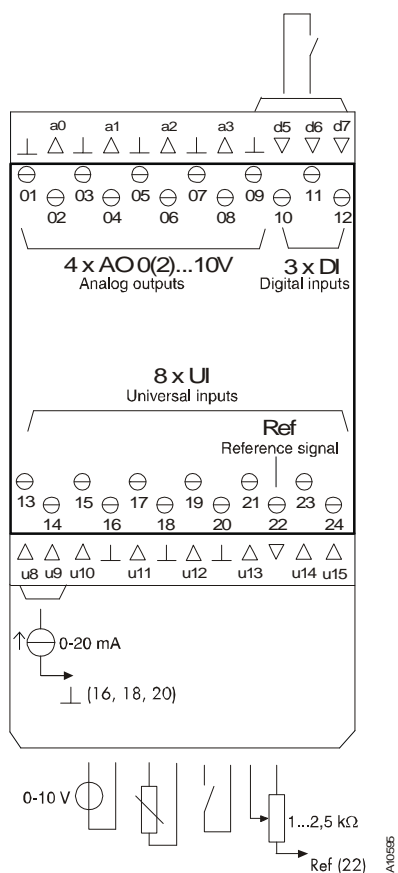 a0 a1 a2 a3 d5 d6 d7
01 03 05 07 09 11
02 04 06 08 10 12
4 x AO 0(2)...10V 3 x DI
Analog outputs Digital inputs
8 x UI
Universal inputs
Ref
Reference signal
13 15 17 19 21 23
14 16 18 20 22 24
u8 u9 u10 u11 u12 u13 u14 u15
0-20 mA
(16, 18, 20)
0-10 V
1...2,5 kΩ
Ref (22)
A10595